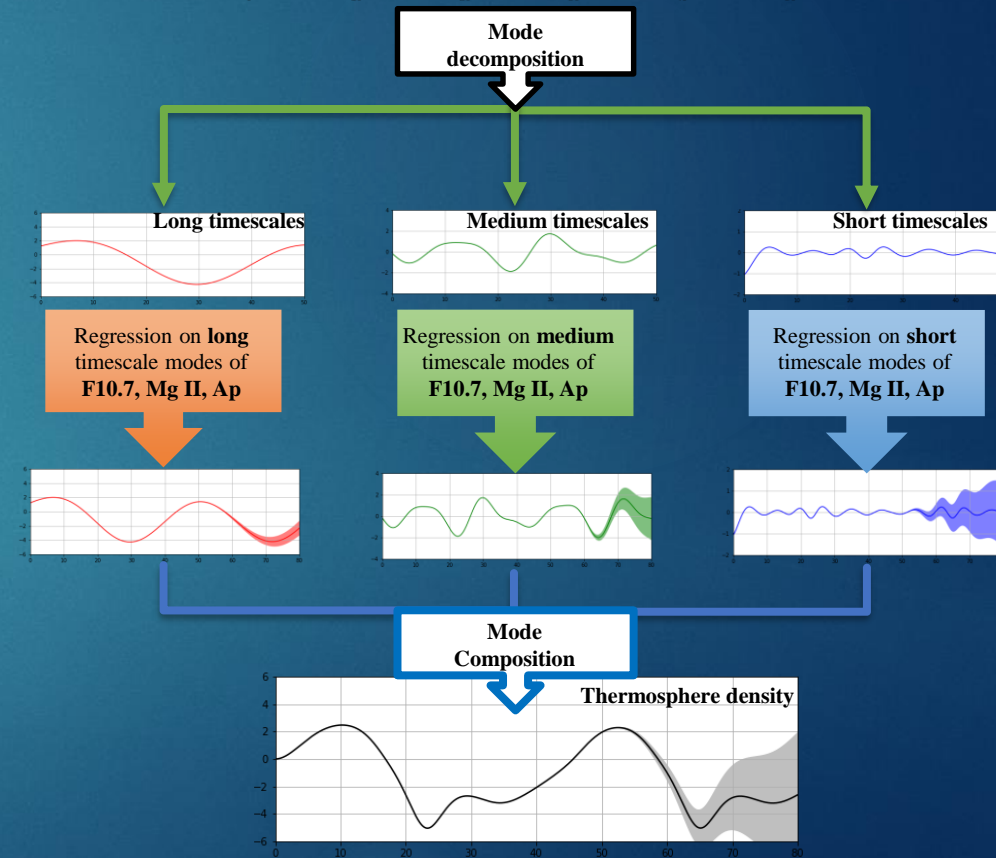 Mode
decomposition
Long timescales
Medium timescales
Short timescales
Regression on long
timescale modes of
F10.7, Mg II, Ap
Regression on medium
timescale modes of
F10.7, Mg II, Ap
Regression on short
timescale modes of
F10.7, Mg II, Ap
Mode
Composition
Thermosphere density
6
4
2
0
−2
−4
−6
0 10 20 30 40 50 60 70 80